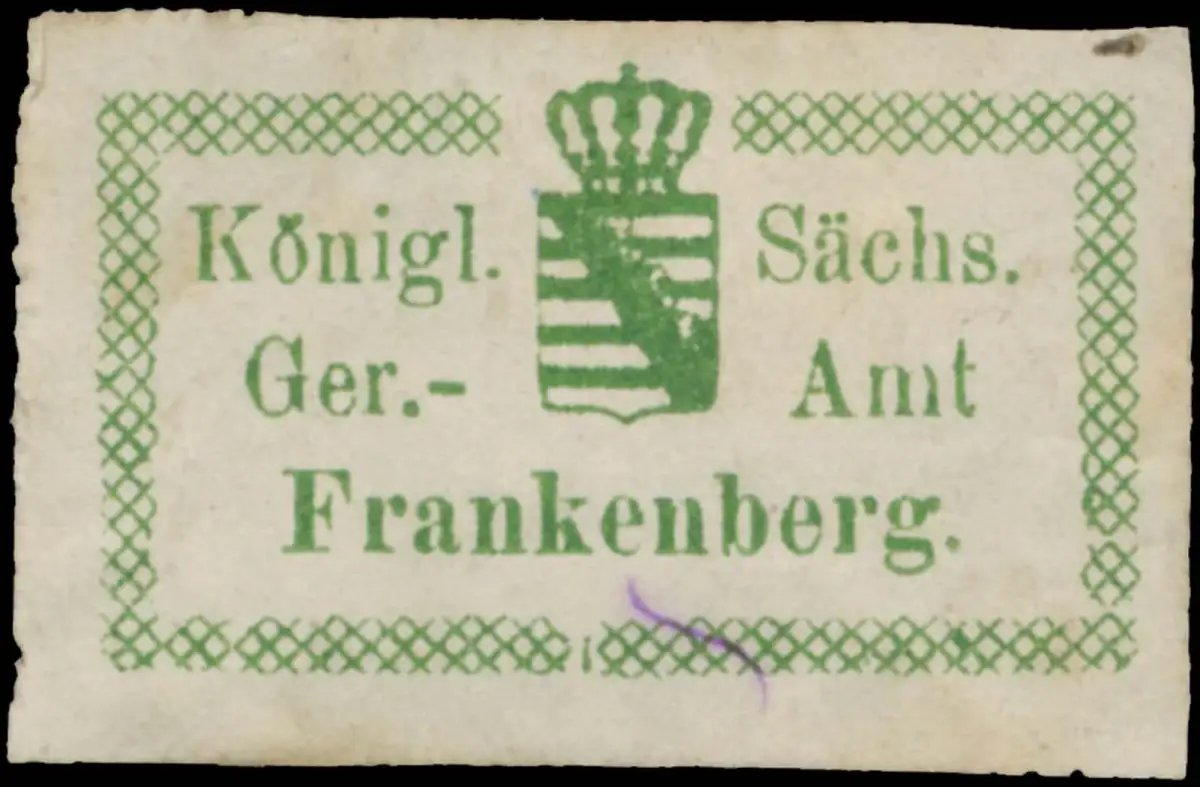 Königl. Sächs.
Ger.- Amt
Frankenberg.